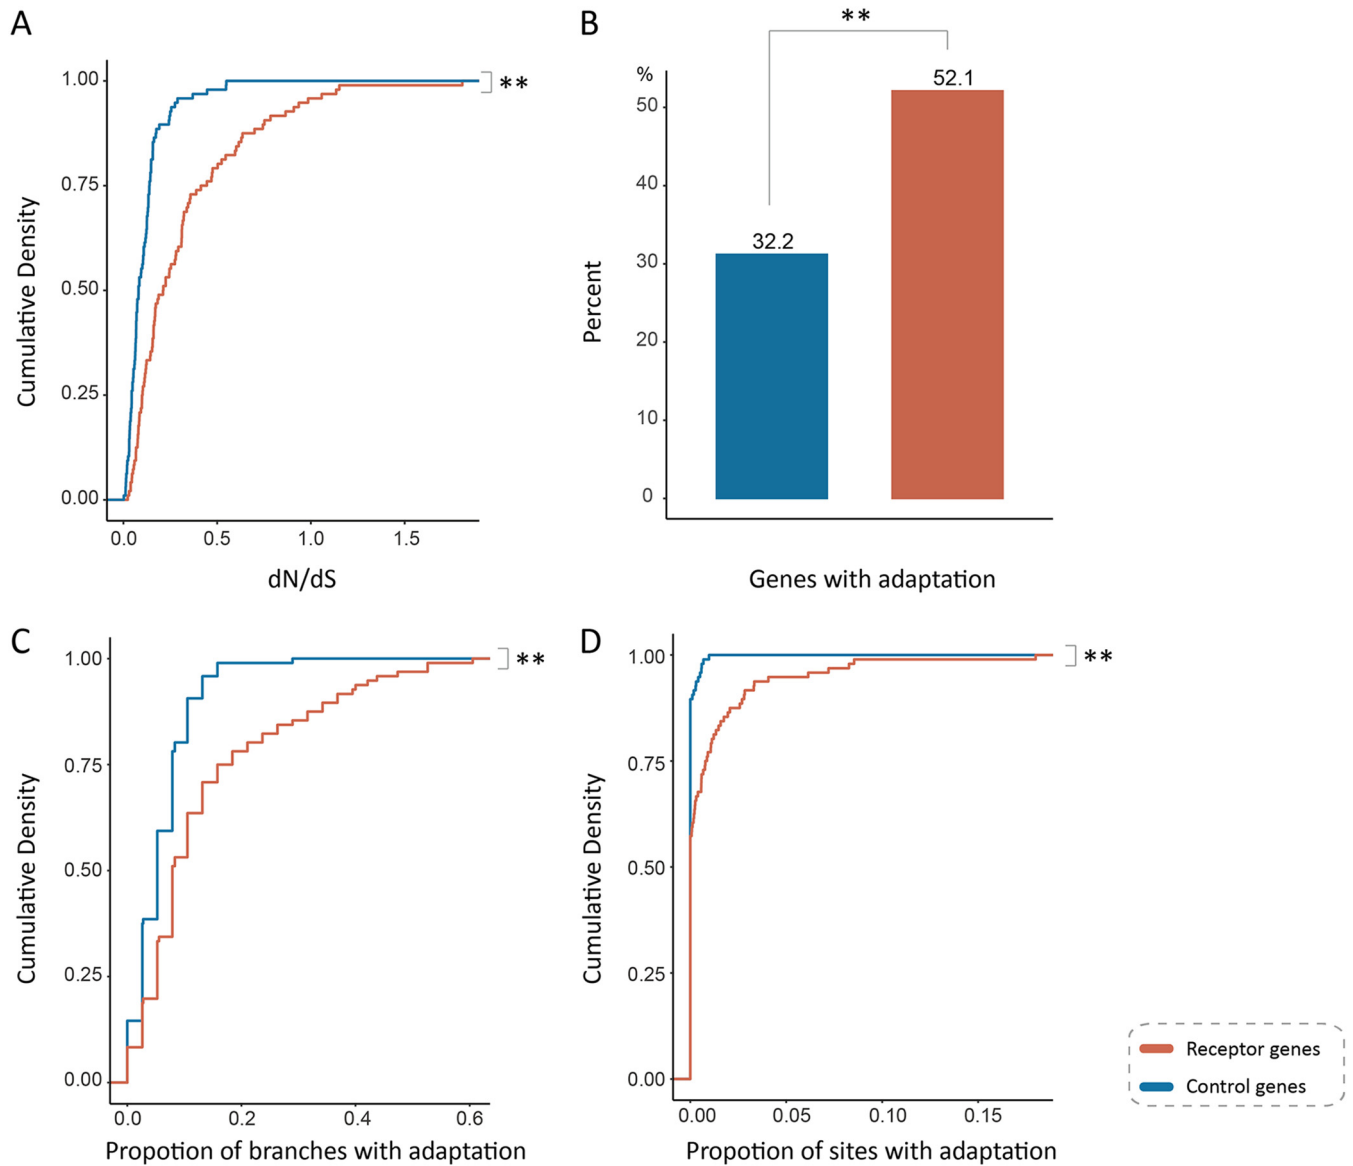 A
1.00
0.75
0.50
0.25
0.00
Cumulative Density
0.0 0.5 1.0 1.5
dN/dS
**
B
**
%
50
40
30
20
10
0
Percent
32.2
52.1
Genes with adaptation
C
1.00
0.75
0.50
0.25
0.00
Cumulative Density
0.0 0.2 0.4 0.6
Propotion of branches with adaptation
**
D
1.00
0.75
0.50
0.25
0.00
Cumulative Density
0.00 0.05 0.10 0.15
Propotion of sites with adaptation
**
Receptor genes
Control genes